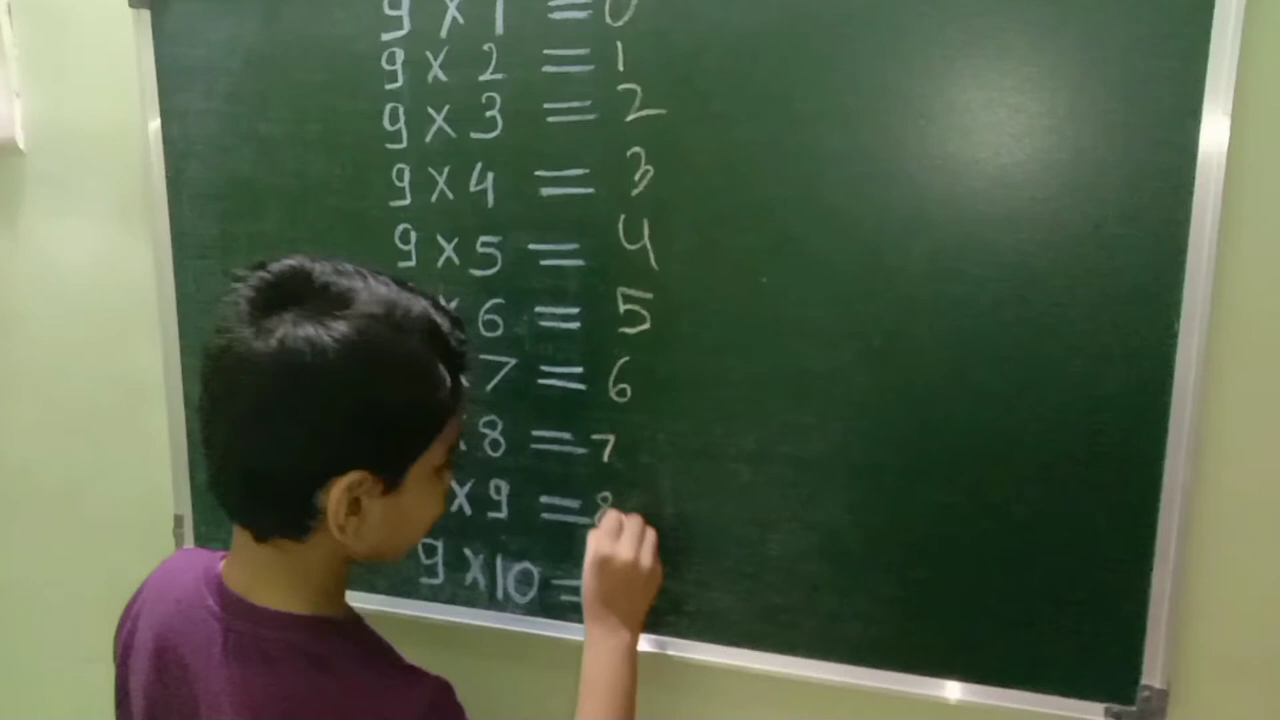 9 x 1 = 0
9 x 2 = 1
9 x 3 = 2
9 x 4 = 3
9 x 5 = 4
6 = 5
7 = 6
8 = 7
x 9 = 8
9 x 10 =